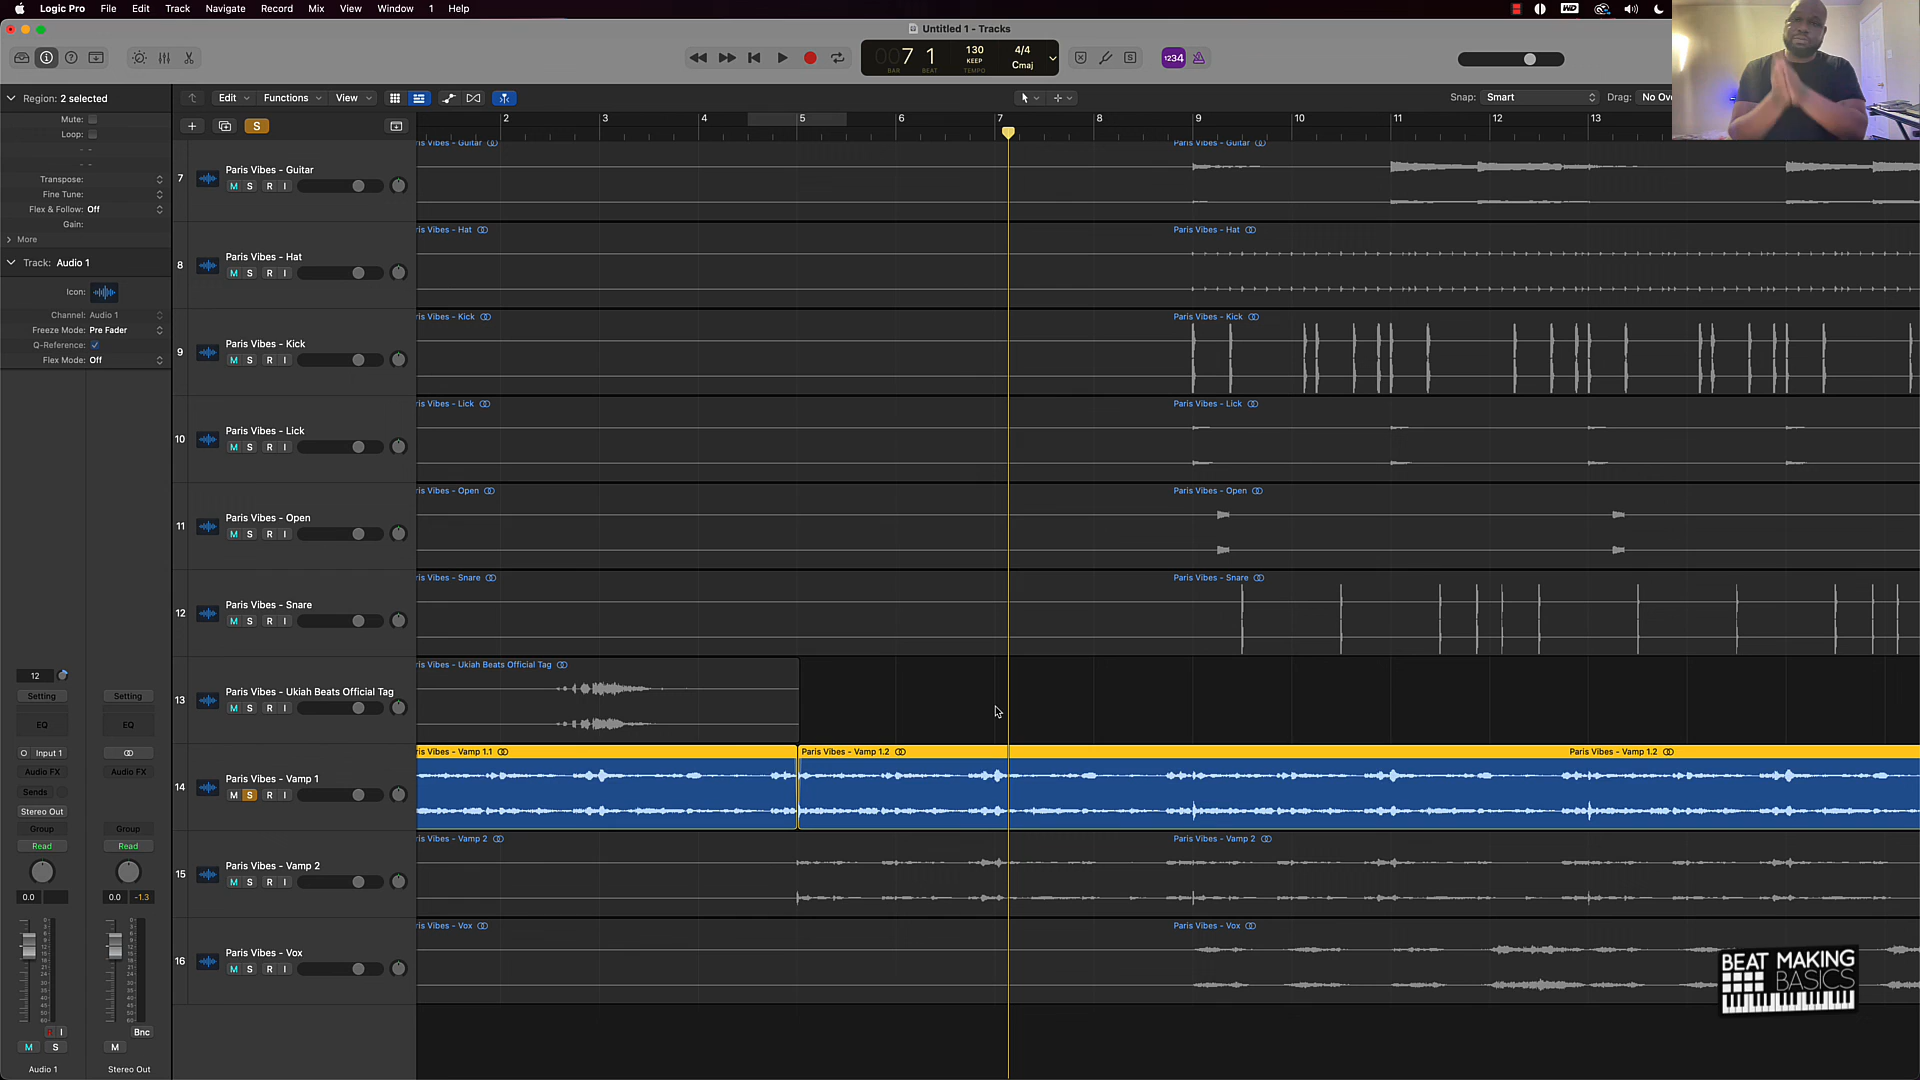 Logic Pro File Edit Track Navigate Record Mix View Window 1 Help
Untitled 1 - Tracks
007 1
BAR BEAT
130
KEEP
TEMPO
4/4
Cmaj
1234
Region: 2 selected
Mute:
Loop:
Transpose:
Fine Tune:
Flex & Follow: Off
Gain:
More
Track: Audio 1
Icon:
Channel: Audio 1
Freeze Mode: Pre Fader
Q-Reference:
Flex Mode: Off
Edit Functions View
Snap: Smart Drag: No Ov
S
2 3 4 5 6 7 8 9 10 11 12 13
7 Paris Vibes - Guitar
M S R I
ris Vibes - Guitar Paris Vibes - Guitar
8 Paris Vibes - Hat
M S R I
ris Vibes - Hat Paris Vibes - Hat
9 Paris Vibes - Kick
M S R I
ris Vibes - Kick Paris Vibes - Kick
10 Paris Vibes - Lick
M S R I
ris Vibes - Lick Paris Vibes - Lick
11 Paris Vibes - Open
M S R I
ris Vibes - Open Paris Vibes - Open
12 Paris Vibes - Snare
M S R I
ris Vibes - Snare Paris Vibes - Snare
13 Paris Vibes - Ukiah Beats Official Tag
M S R I
ris Vibes - Ukiah Beats Official Tag
14 Paris Vibes - Vamp 1
M S R I
ris Vibes - Vamp 1.1 Paris Vibes - Vamp 1.2 Paris Vibes - Vamp 1.2
15 Paris Vibes - Vamp 2
M S R I
ris Vibes - Vamp 2 Paris Vibes - Vamp 2
16 Paris Vibes - Vox
M S R I
ris Vibes - Vox Paris Vibes - Vox
12
Setting Setting
EQ EQ
Input 1
Audio FX Audio FX
Sends
Stereo Out
Group Group
Read Read
0.0 0.0 -1.3
I Bnc
M S M
Audio 1 Stereo Out
BEAT MAKING
BASICS